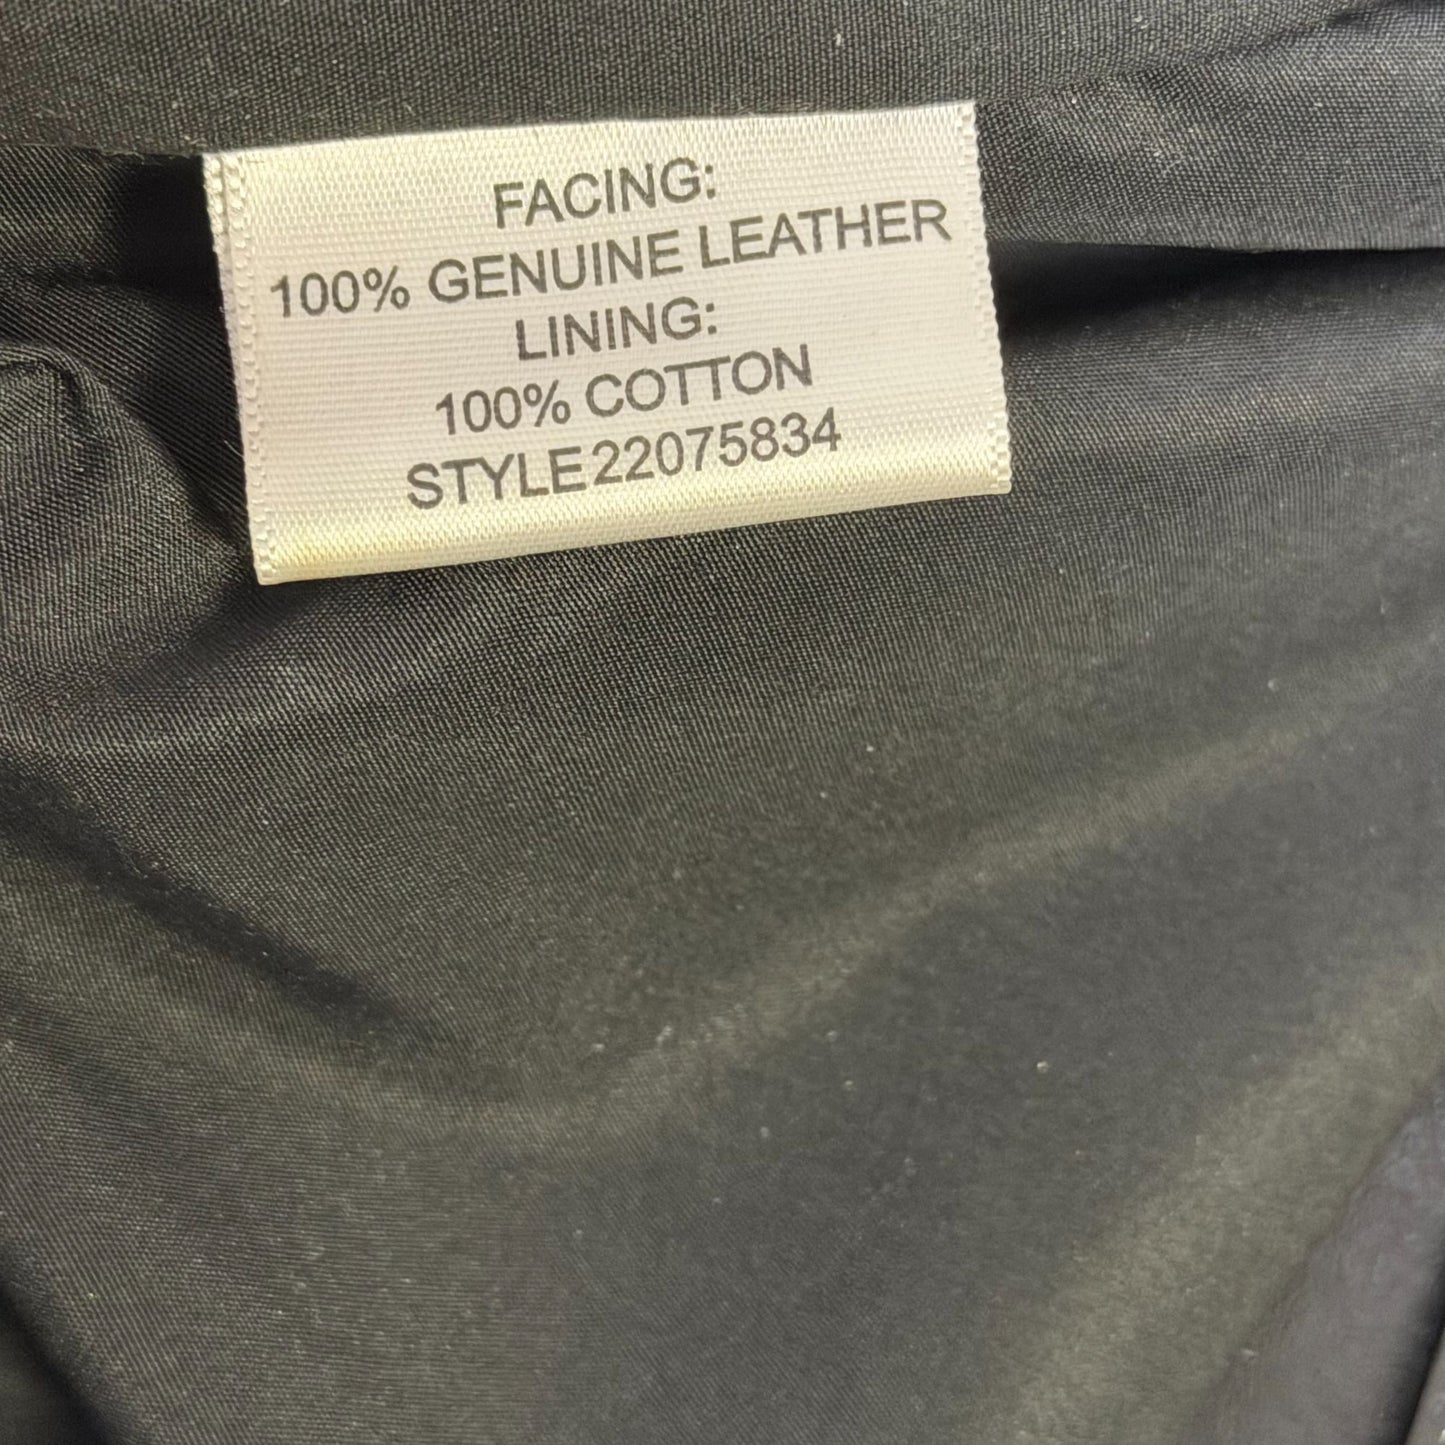 FACING:
100% GENUINE LEATHER
LINING:
100% COTTON
STYLE22075834